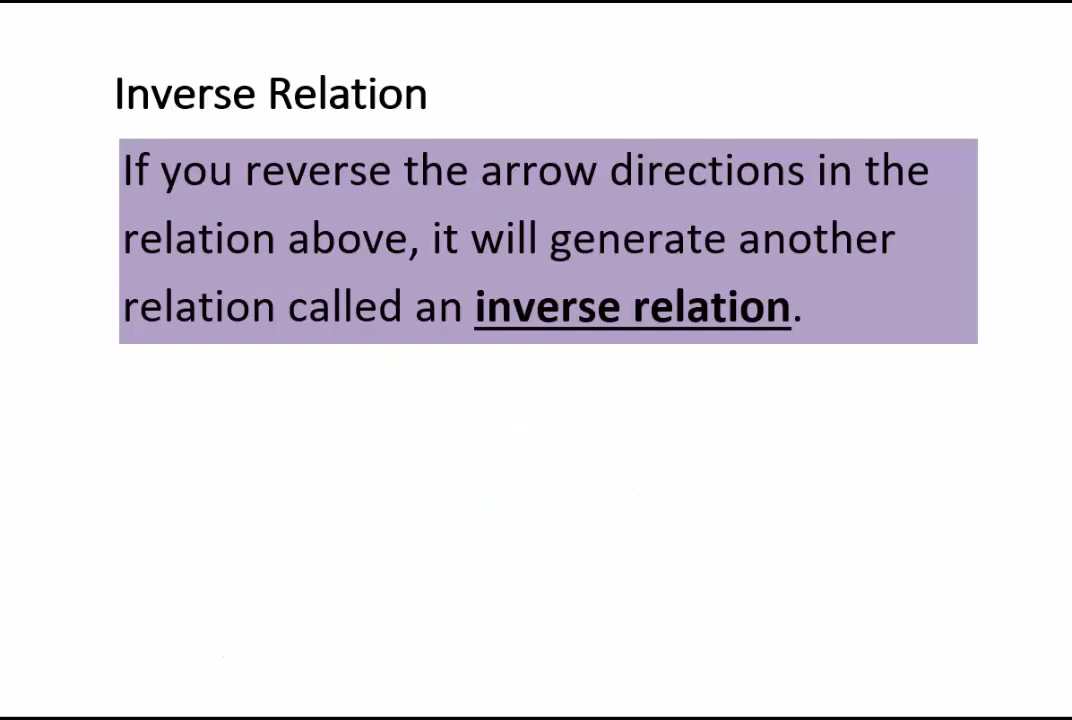 Inverse Relation
If you reverse the arrow directions in the
relation above, it will generate another
relation called an inverse relation.